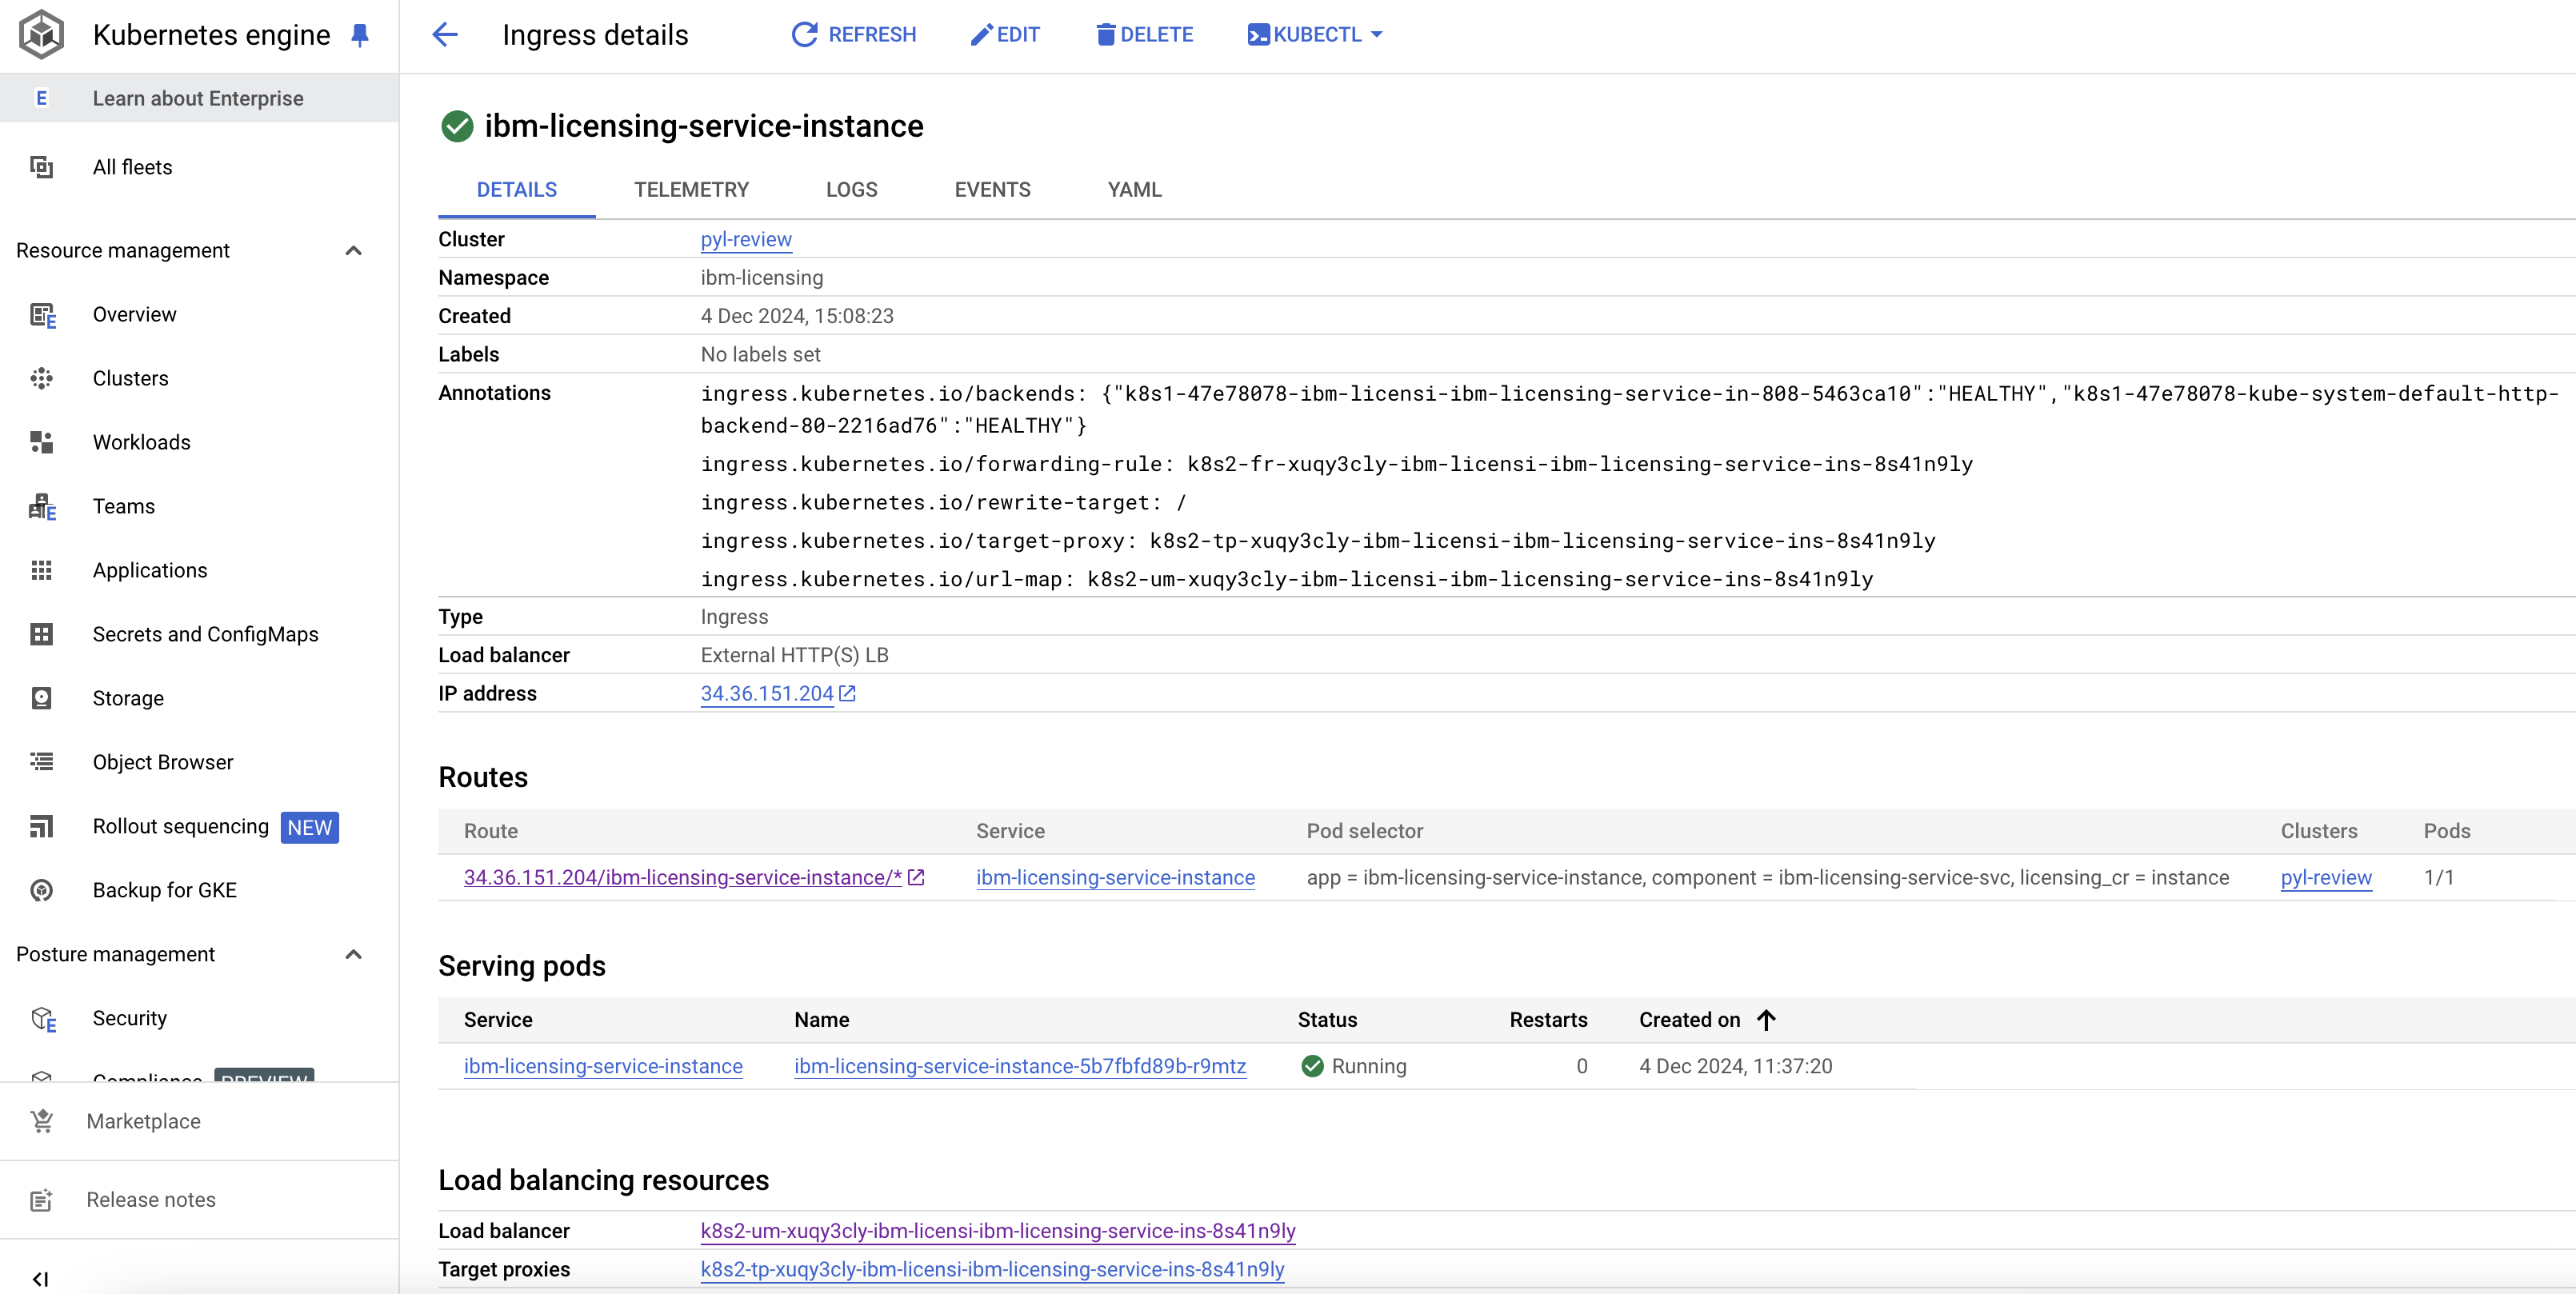 Kubernetes engine
Ingress details
REFRESH
EDIT
DELETE
KUBECTL
E Learn about Enterprise
All fleets
Resource management
Overview
Clusters
Workloads
Teams
Applications
Secrets and ConfigMaps
Storage
Object Browser
Rollout sequencing NEW
Backup for GKE
Posture management
Security
Compliance PREVIEW
Marketplace
Release notes
ibm-licensing-service-instance
DETAILS TELEMETRY LOGS EVENTS YAML
Cluster pyl-review
Namespace ibm-licensing
Created 4 Dec 2024, 15:08:23
Labels No labels set
Annotations ingress.kubernetes.io/backends: {"k8s1-47e78078-ibm-licensi-ibm-licensing-service-in-808-5463ca10":"HEALTHY","k8s1-47e78078-kube-system-default-http-
backend-80-2216ad76":"HEALTHY"}
ingress.kubernetes.io/forwarding-rule: k8s2-fr-xuqy3cly-ibm-licensi-ibm-licensing-service-ins-8s41n9ly
ingress.kubernetes.io/rewrite-target: /
ingress.kubernetes.io/target-proxy: k8s2-tp-xuqy3cly-ibm-licensi-ibm-licensing-service-ins-8s41n9ly
ingress.kubernetes.io/url-map: k8s2-um-xuqy3cly-ibm-licensi-ibm-licensing-service-ins-8s41n9ly
Type Ingress
Load balancer External HTTP(S) LB
IP address 34.36.151.204
Routes
Route Service Pod selector Clusters Pods
34.36.151.204/ibm-licensing-service-instance/* ibm-licensing-service-instance app = ibm-licensing-service-instance, component = ibm-licensing-service-svc, licensing_cr = instance pyl-review 1/1
Serving pods
Service Name Status Restarts Created on
ibm-licensing-service-instance ibm-licensing-service-instance-5b7fbfd89b-r9mtz Running 0 4 Dec 2024, 11:37:20
Load balancing resources
Load balancer k8s2-um-xuqy3cly-ibm-licensi-ibm-licensing-service-ins-8s41n9ly
Target proxies k8s2-tp-xuqy3cly-ibm-licensi-ibm-licensing-service-ins-8s41n9ly